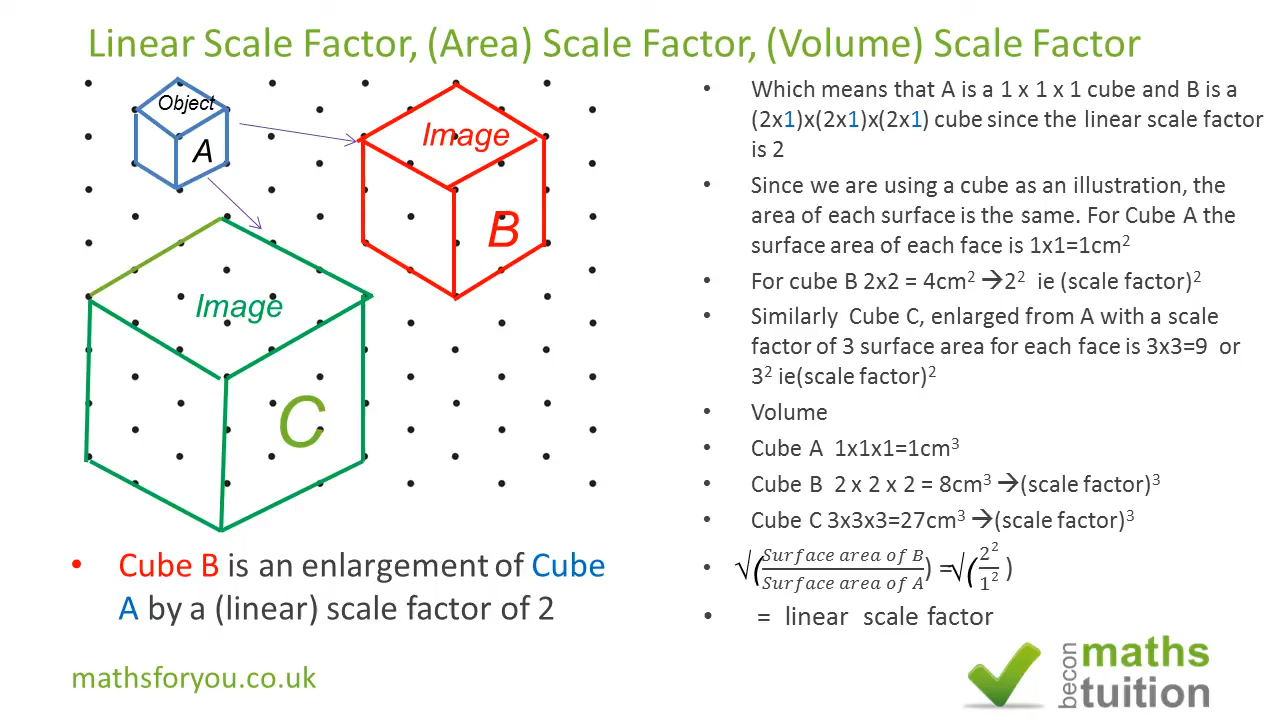 Linear Scale Factor, (Area) Scale Factor, (Volume) Scale Factor
Object
A
Image
B
Image
C
• Cube B is an enlargement of Cube
A by a (linear) scale factor of 2
• Which means that A is a 1 x 1 x 1 cube and B is a
(2x1)x(2x1)x(2x1) cube since the linear scale factor
is 2
• Since we are using a cube as an illustration, the
area of each surface is the same. For Cube A the
surface area of each face is 1x1=1cm²
• For cube B 2x2 = 4cm² →2² ie (scale factor)²
• Similarly Cube C, enlarged from A with a scale
factor of 3 surface area for each face is 3x3=9 or
3² ie(scale factor)²
• Volume
• Cube A 1x1x1=1cm³
• Cube B 2 x 2 x 2 = 8cm³ →(scale factor)³
• Cube C 3x3x3=27cm³ →(scale factor)³
• √(Surface area of B / Surface area of A) =√(2² / 1²)
• = linear scale factor
mathsforyou.co.uk
becon
maths
tuition